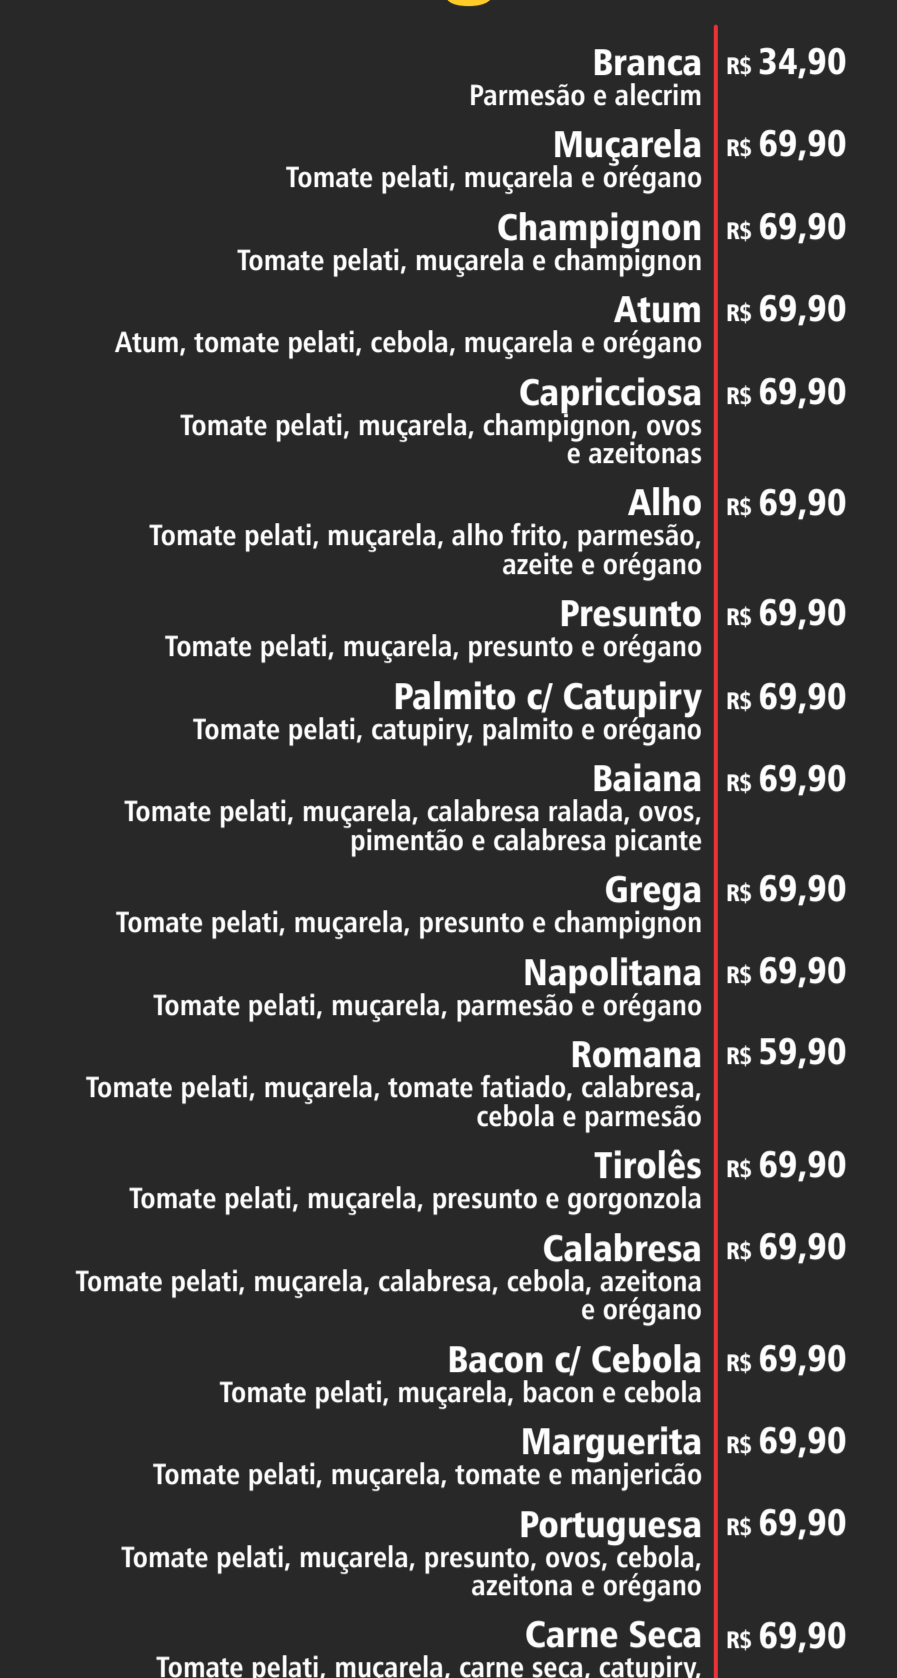 Branca R$ 34,90
Parmesão e alecrim
Muçarela R$ 69,90
Tomate pelati, muçarela e orégano
Champignon R$ 69,90
Tomate pelati, muçarela e champignon
Atum R$ 69,90
Atum, tomate pelati, cebola, muçarela e orégano
Capricciosa R$ 69,90
Tomate pelati, muçarela, champignon, ovos
e azeitonas
Alho R$ 69,90
Tomate pelati, muçarela, alho frito, parmesão,
azeite e orégano
Presunto R$ 69,90
Tomate pelati, muçarela, presunto e orégano
Palmito c/ Catupiry R$ 69,90
Tomate pelati, catupiry, palmito e orégano
Baiana R$ 69,90
Tomate pelati, muçarela, calabresa ralada, ovos,
pimentão e calabresa picante
Grega R$ 69,90
Tomate pelati, muçarela, presunto e champignon
Napolitana R$ 69,90
Tomate pelati, muçarela, parmesão e orégano
Romana R$ 59,90
Tomate pelati, muçarela, tomate fatiado, calabresa,
cebola e parmesão
Tirolês R$ 69,90
Tomate pelati, muçarela, presunto e gorgonzola
Calabresa R$ 69,90
Tomate pelati, muçarela, calabresa, cebola, azeitona
e orégano
Bacon c/ Cebola R$ 69,90
Tomate pelati, muçarela, bacon e cebola
Marguerita R$ 69,90
Tomate pelati, muçarela, tomate e manjericão
Portuguesa R$ 69,90
Tomate pelati, muçarela, presunto, ovos, cebola,
azeitona e orégano
Carne Seca R$ 69,90
Tomate pelati, muçarela, carne seca, catupiry,